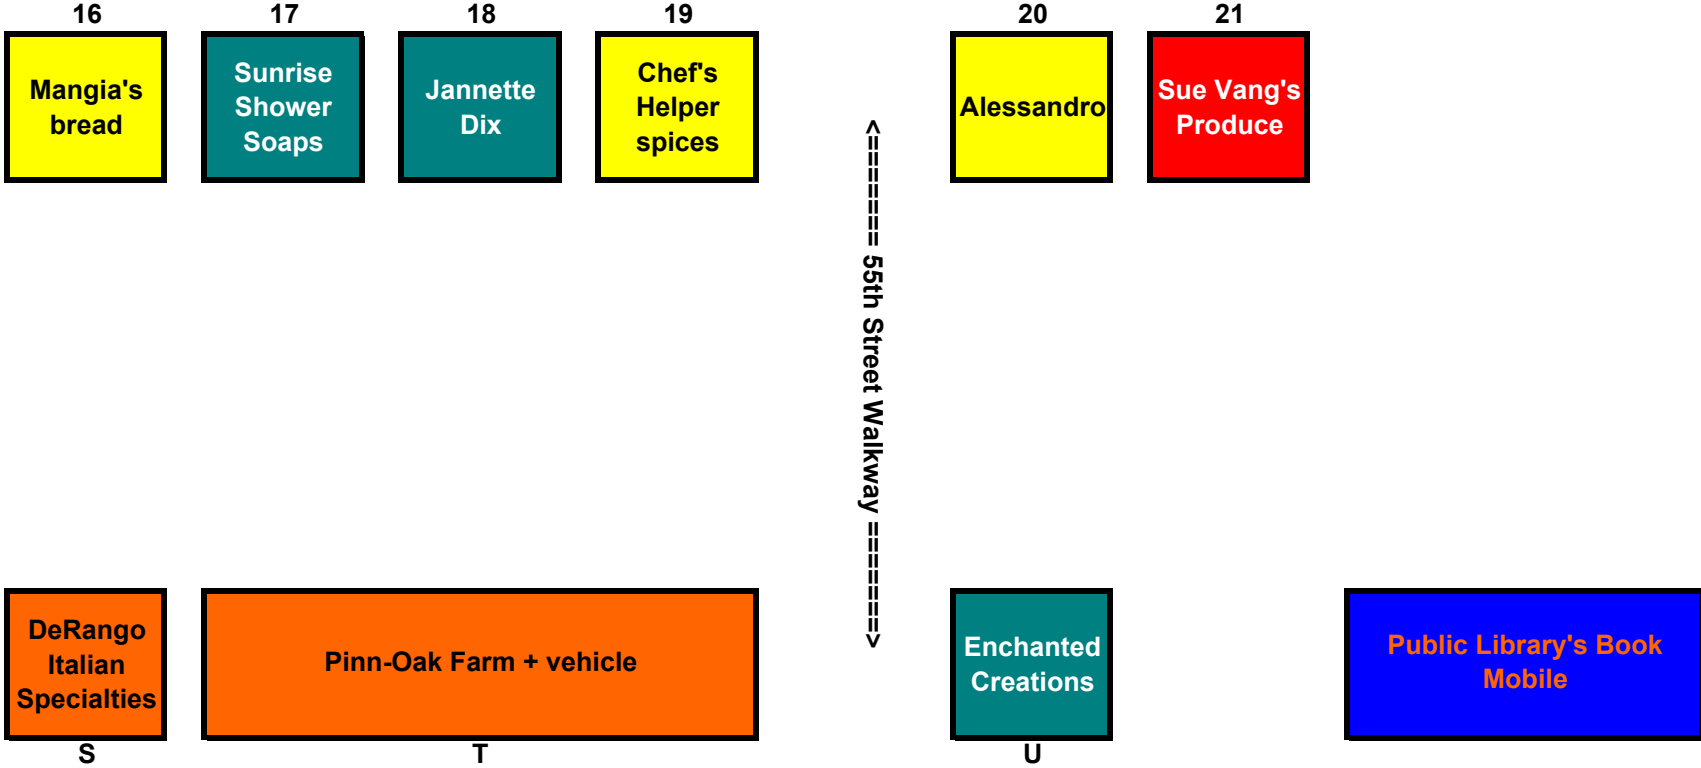 16 17 18 19 20 21
Mangia's
bread
Sunrise
Shower
Soaps
Jannette
Dix
Chef's
Helper
spices
Alessandro
Sue Vang's
Produce
<======== 55th Street Walkway ========>
DeRango
Italian
Specialties
Pinn-Oak Farm + vehicle
Enchanted
Creations
Public Library's Book
Mobile
S T U